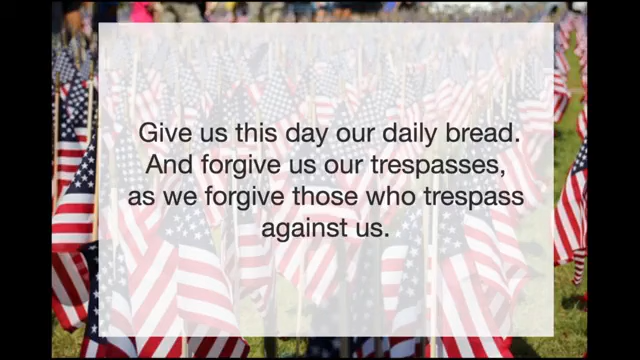 Give us this day our daily bread.
And forgive us our trespasses,
as we forgive those who trespass
against us.